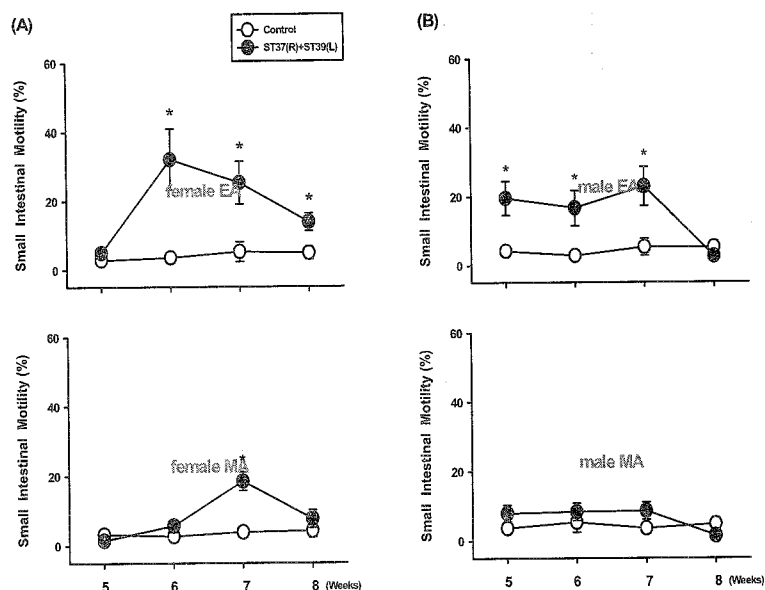 (A)
Control
ST37(R)+ST39(L)
(B)
Small Intestinal Motility (%)
60
40
20
0
*
*
*
female EA
Small Intestinal Motility (%)
60
40
20
0
*
*
*
male EA
Small Intestinal Motility (%)
60
40
20
0
*
female MA
5
6
7
8 (Weeks)
Small Intestinal Motility (%)
60
40
20
0
male MA
5
6
7
8 (Weeks)